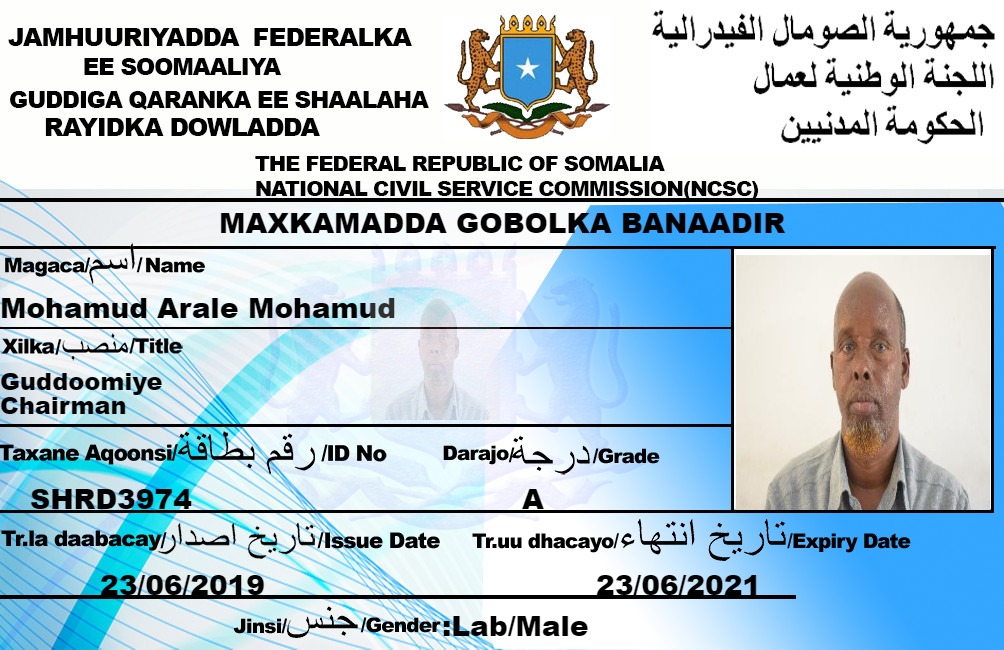 JAMHUURIYADDA FEDERALKA
EE SOOMAALIYA
GUDDIGA QARANKA EE SHAALAHA
RAYIDKA DOWLADDA
جمهورية الصومال الفيدرالية
اللجنة الوطنية لعمال
الحكومة المدنيين
THE FEDERAL REPUBLIC OF SOMALIA
NATIONAL CIVIL SERVICE COMMISSION(NCSC)
MAXKAMADDA GOBOLKA BANAADIR
Magaca/اسم/Name
Mohamud Arale Mohamud
Xilka/منصب/Title
Guddoomiye
Chairman
Taxane Aqoonsi/رقم بطاقة/ID No Darajo/درجة/Grade
SHRD3974 A
Tr.la daabacay/تاريخ اصدار/Issue Date Tr.uu dhacayo/تاريخ انتهاء/Expiry Date
23/06/2019 23/06/2021
Jinsi/جنس/Gender:Lab/Male